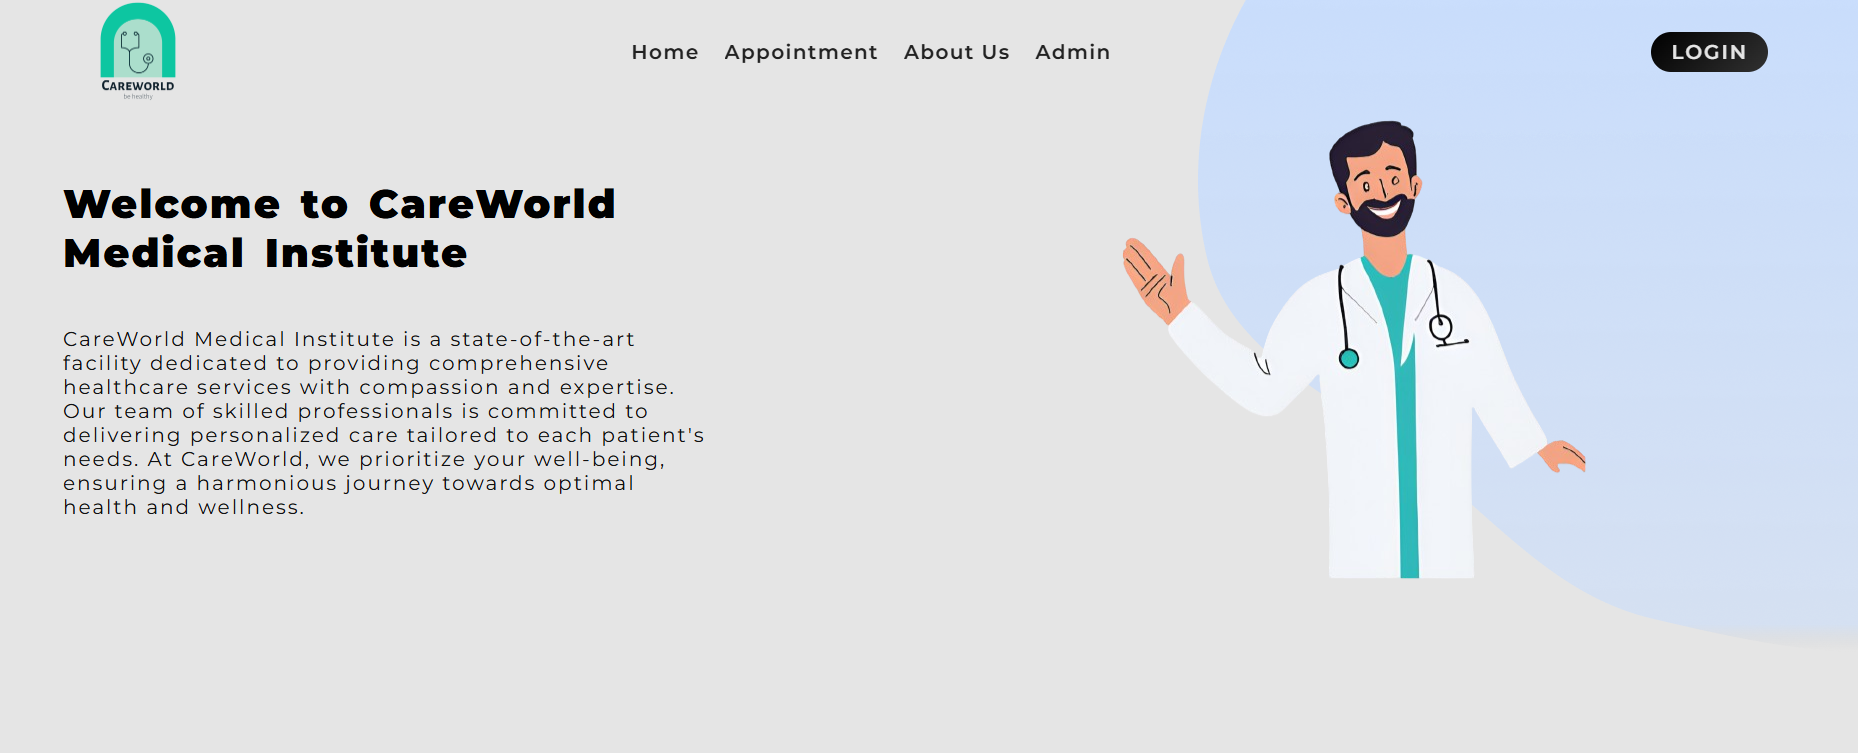 CAREWORLD
be healthy
Home Appointment About Us Admin
LOGIN
Welcome to CareWorld
Medical Institute
CareWorld Medical Institute is a state-of-the-art
facility dedicated to providing comprehensive
healthcare services with compassion and expertise.
Our team of skilled professionals is committed to
delivering personalized care tailored to each patient's
needs. At CareWorld, we prioritize your well-being,
ensuring a harmonious journey towards optimal
health and wellness.